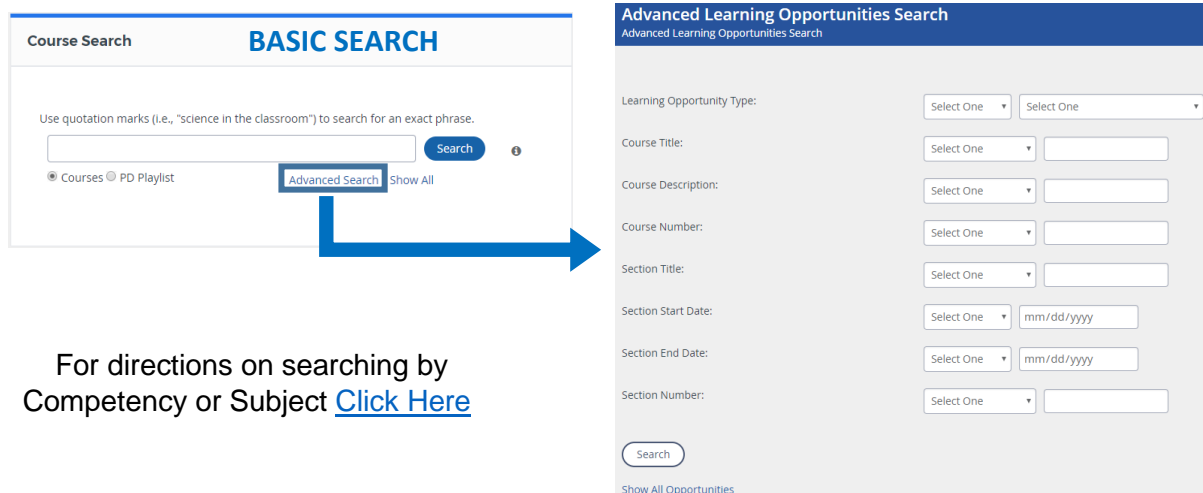 Course Search
BASIC SEARCH
Use quotation marks (i.e., "science in the classroom") to search for an exact phrase.
Search
Courses PD Playlist
Advanced Search Show All
For directions on searching by
Competency or Subject Click Here
Advanced Learning Opportunities Search
Advanced Learning Opportunities Search
Learning Opportunity Type: Select One Select One
Course Title: Select One
Course Description: Select One
Course Number: Select One
Section Title: Select One
Section Start Date: Select One mm/dd/yyyy
Section End Date: Select One mm/dd/yyyy
Section Number: Select One
Search
Show All Opportunities